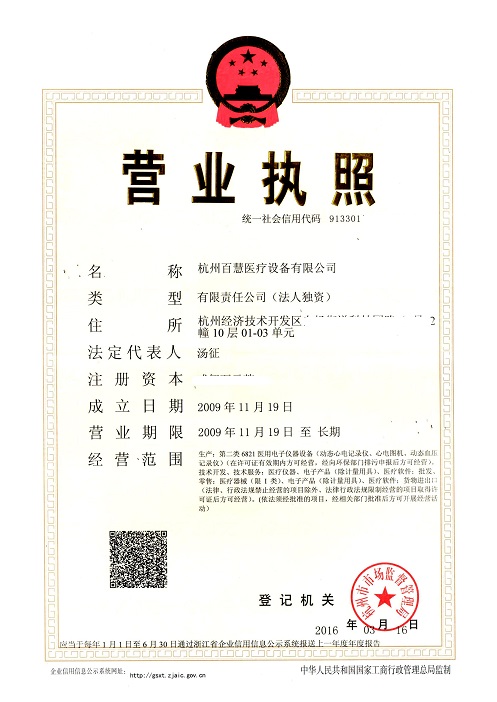 营业执照
统一社会信用代码 913301
名称 杭州百慧医疗设备有限公司
类型 有限责任公司（法人独资）
住所 杭州经济技术开发区
2
幢10层01-03单元
法定代表人 汤征
注册资本
成立日期 2009年11月19日
营业期限 2009年11月19日 至 长期
经营范围 生产：第二类6821医用电子仪器设备（动态心电记录仪、心电图机、动态血压
记录仪）（在许可证有效期内方可经营，经向环保部门排污申报后方可经营）。
技术开发、技术服务：医疗仪器、电子产品（除计量用具）、医疗软件；批发、
零售：医疗器械（限I类）、电子产品（除计量用具）、医疗软件；货物进出口
（法律、行政法规禁止经营的项目除外，法律行政法规限制经营的项目取得许
可证后方可经营）。(依法须经批准的项目，经相关部门批准后方可开展经营活
动）
登记机关
杭州市市场监督管理局
2016 年 03 月 16 日
应当于每年1月1日至6月30日通过浙江省企业信用信息公示系统报送上一年度年度报告
企业信用信息公示系统网址： http://gsxt.zjaic.gov.cn
中华人民共和国国家工商行政管理总局监制